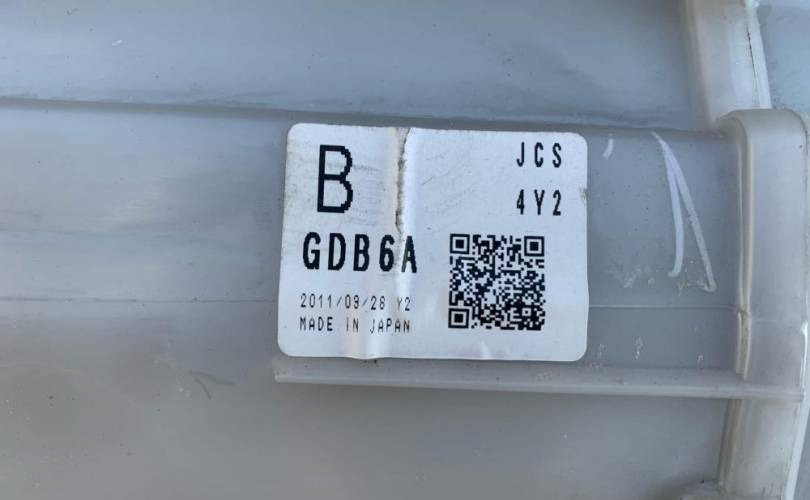 B
JCS
4Y2
GDB6A
2011/09/28 Y2
MADE IN JAPAN